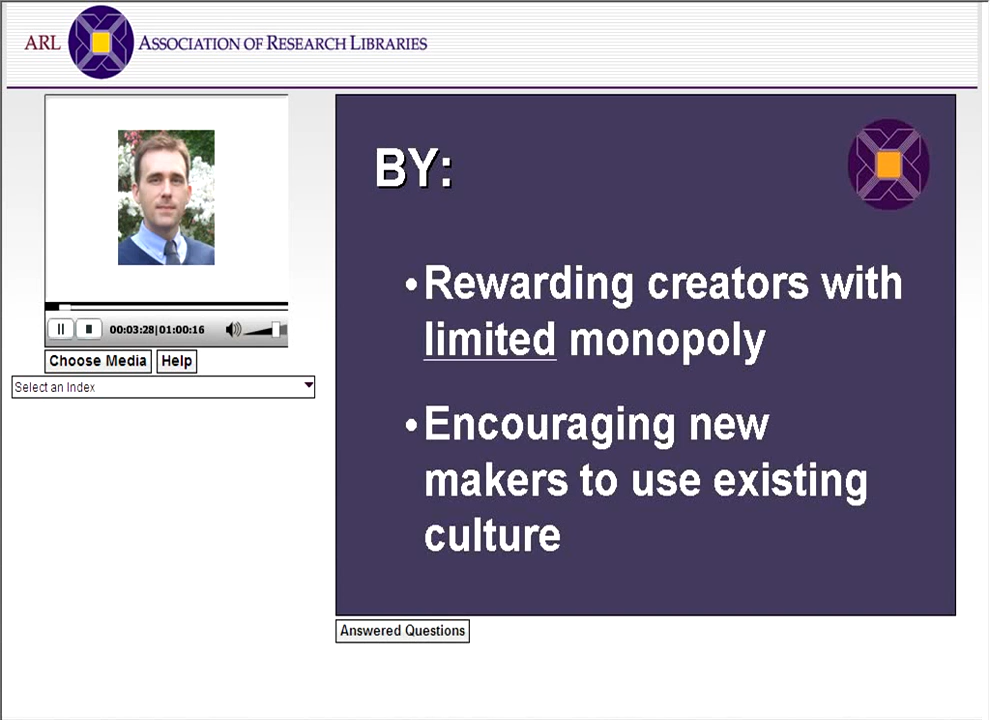 ARL ASSOCIATION OF RESEARCH LIBRARIES
BY:
•Rewarding creators with
limited monopoly
•Encouraging new
makers to use existing
culture
00:03:28|01:00:16
Choose Media Help
Select an Index
Answered Questions